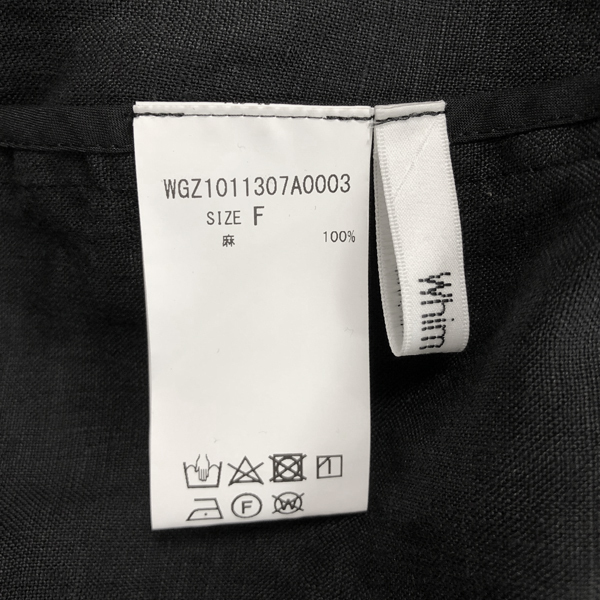 WGZ1011307A0003
SIZE F
麻 100%
F
W
Whim